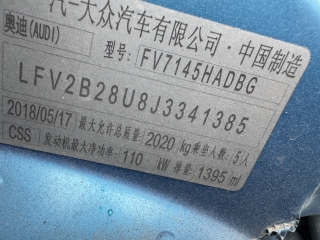 汽-大众汽车有限公司·中国制造
奥迪(AUDI) 型号: FV7145HADBG
LFV2B28U8J3341385
2018/05/17 最大允许总质量: 2020 kg 乘坐人数: 5人
CSS 发动机最大净功率: 110 kW 排量: 1395 ml